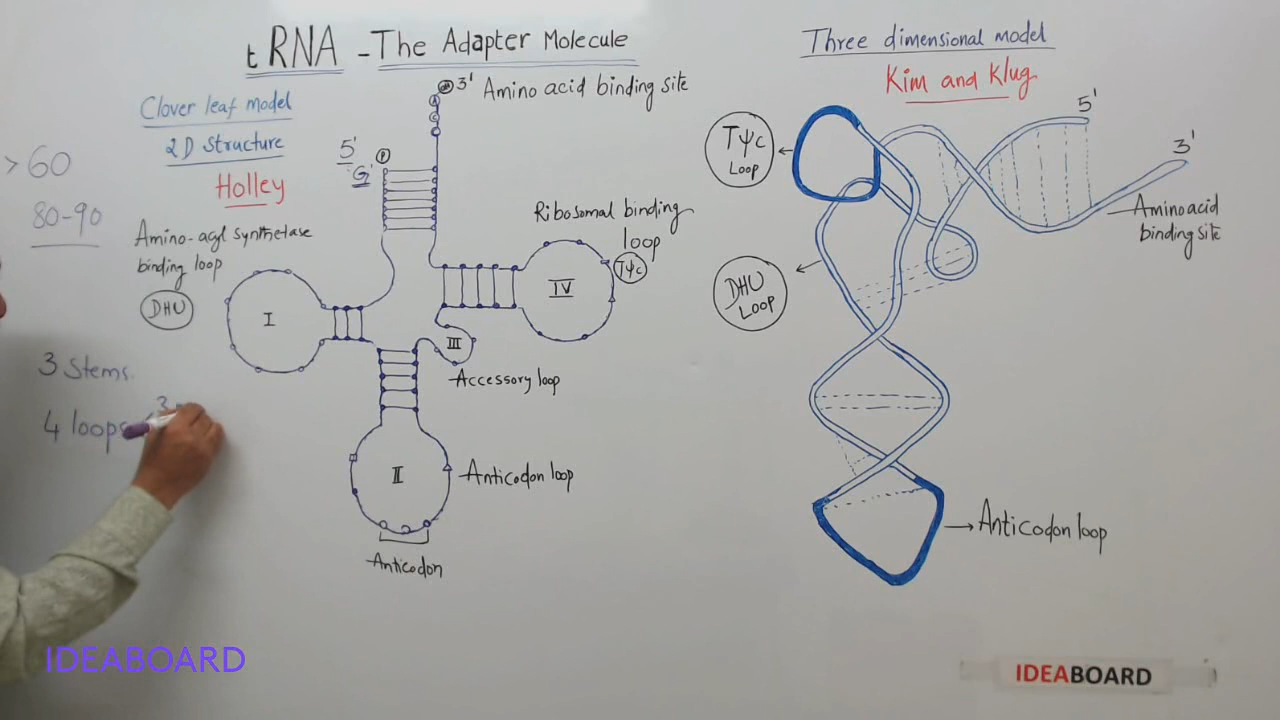 tRNA - The Adapter Molecule
Clover leaf model
2D Structure
Holley
> 60
80-90
3' Amino acid binding site
A
C
C
5'
P
G
Amino-acyl synthetase
binding loop
DHU
I
Ribosomal binding
loop
TΨc
IV
III
Accessory loop
3 Stems.
4 loops
3
II
Anticodon loop
Anticodon
Three dimensional model
Kim and Klug
TΨc
Loop
5'
3'
Aminoacid
binding site
DHU
Loop
Anticodon loop
IDEABOARD
IDEABOARD